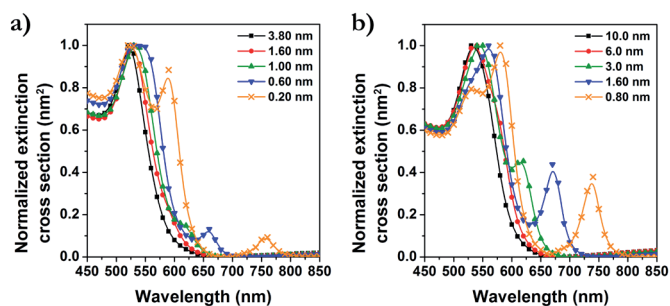 a)
3.80 nm
1.60 nm
1.00 nm
0.60 nm
0.20 nm
Normalized extinction
cross section (nm²)
1.0
0.8
0.6
0.4
0.2
0.0
450 500 550 600 650 700 750 800 850
Wavelength (nm)
b)
10.0 nm
6.0 nm
3.0 nm
1.60 nm
0.80 nm
Normalized extinction
cross section (nm²)
1.0
0.8
0.6
0.4
0.2
0.0
450 500 550 600 650 700 750 800 850
Wavelength (nm)